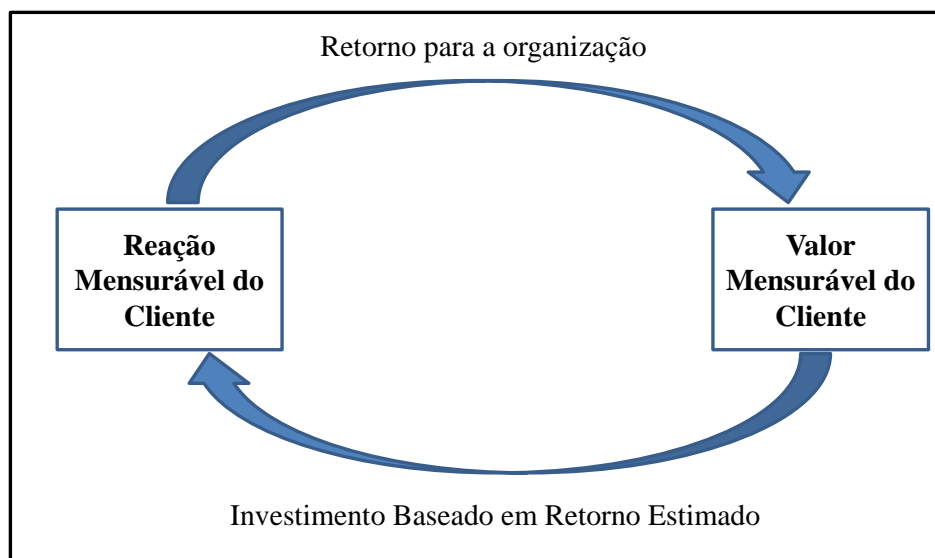 Retorno para a organização
Reação
Mensurável do
Cliente
Valor
Mensurável do
Cliente
Investimento Baseado em Retorno Estimado